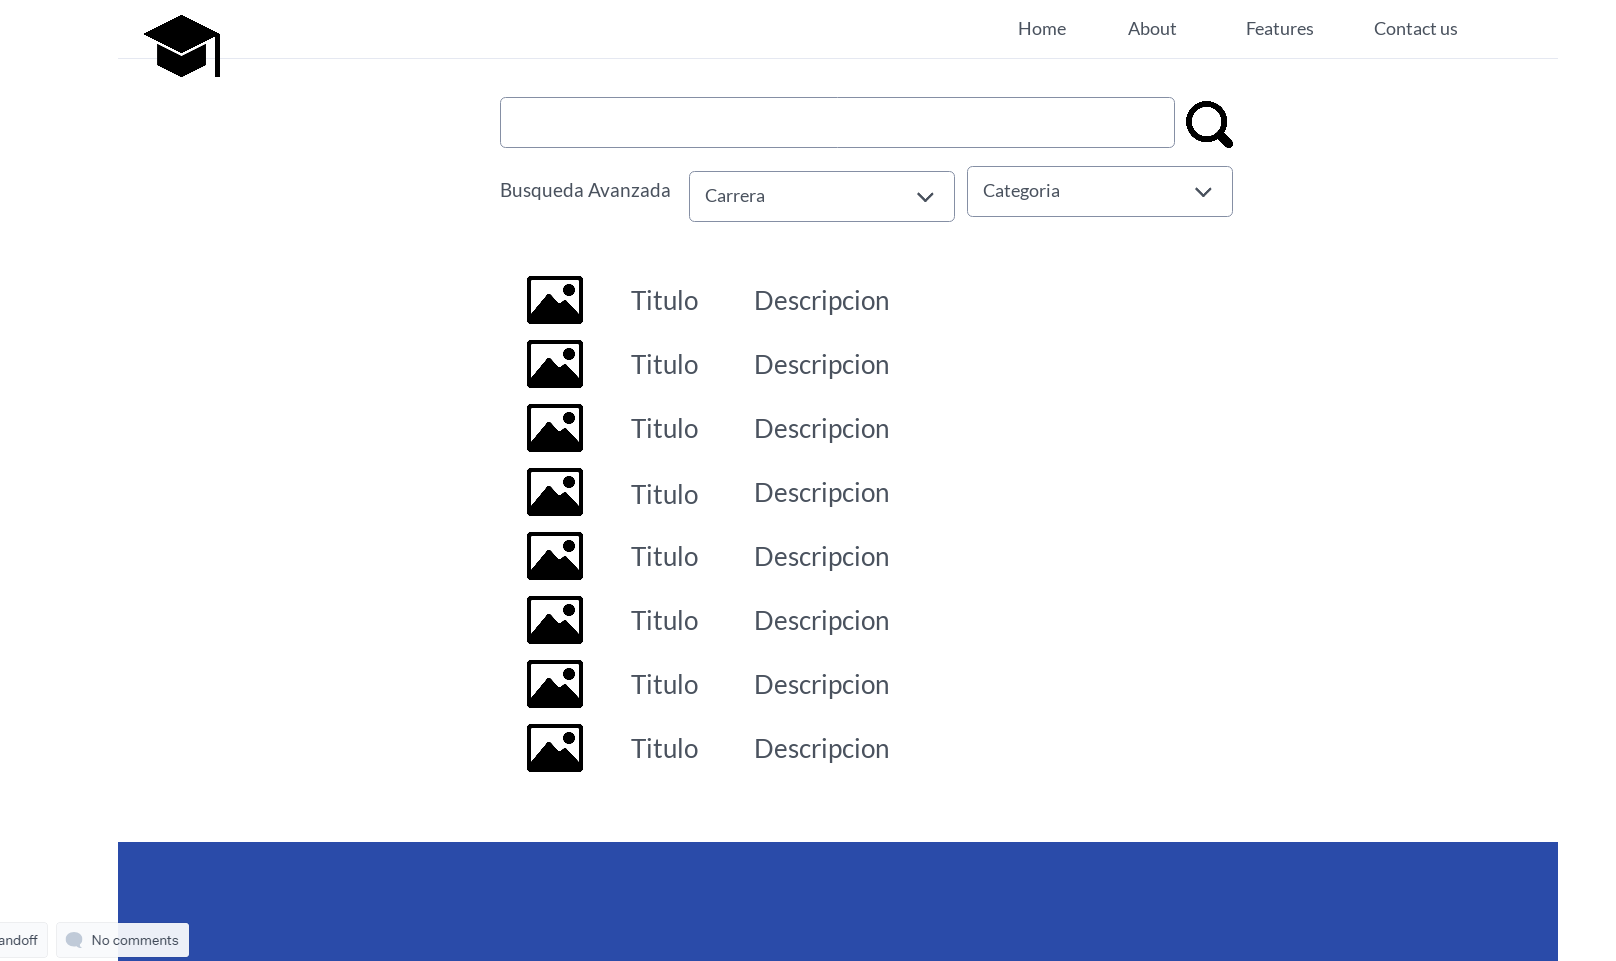 Home About Features Contact us
Busqueda Avanzada Carrera Categoria
Titulo Descripcion
Titulo Descripcion
Titulo Descripcion
Titulo Descripcion
Titulo Descripcion
Titulo Descripcion
Titulo Descripcion
Titulo Descripcion
andoff No comments